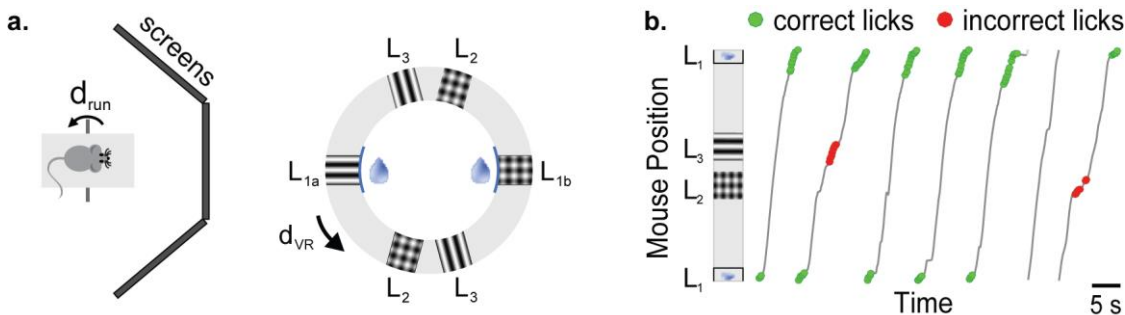 a.
screens
d_run
L_3
L_2
L_1a
L_1b
d_VR
L_2
L_3
b.
correct licks
incorrect licks
Mouse Position
L_1
L_3
L_2
L_1
Time
5 s